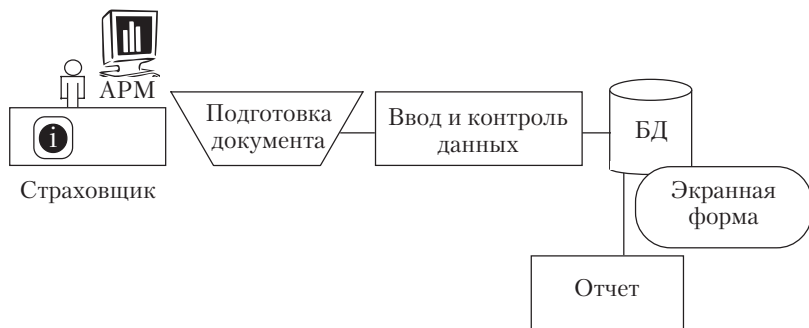 АРМ
i
Страховщик
Подготовка
документа
Ввод и контроль
данных
БД
Экранная
форма
Отчет